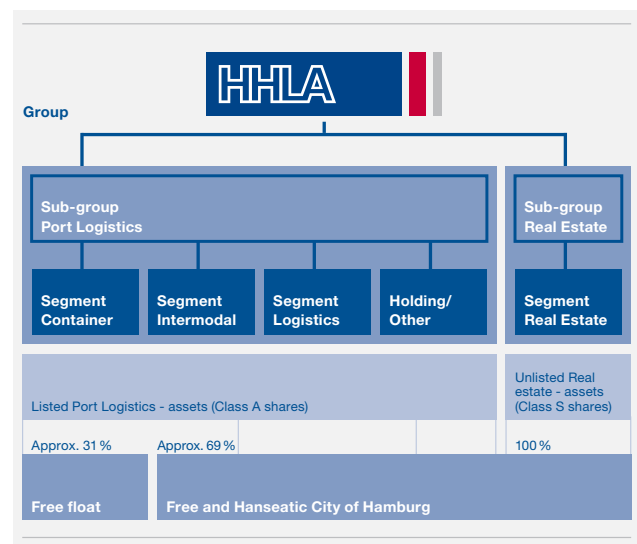 HHLA
Group
Sub-group
Port Logistics
Sub-group
Real Estate
Segment
Container
Segment
Intermodal
Segment
Logistics
Holding/
Other
Segment
Real Estate
Listed Port Logistics - assets (Class A shares)
Unlisted Real
estate - assets
(Class S shares)
Approx. 31 %
Approx. 69 %
100 %
Free float
Free and Hanseatic City of Hamburg